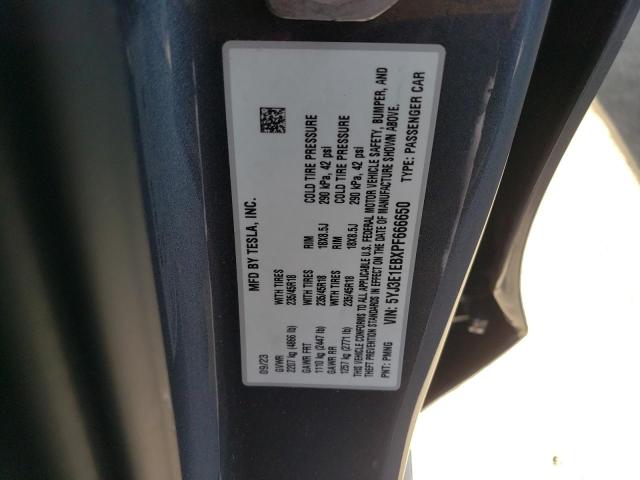 MFD BY TESLA, INC.
09/23
GVWR WITH TIRES RIM COLD TIRE PRESSURE
2207 kg (4866 lb) 235/45R18 18X8.5J 290 kPa, 42 psi
GAWR FRT WITH TIRES RIM COLD TIRE PRESSURE
1110 kg (2447 lb) 235/45R18 18X8.5J 290 kPa, 42 psi
GAWR RR
1257 kg (2771 lb) 235/45R18
THIS VEHICLE CONFORMS TO ALL APPLICABLE U.S. FEDERAL MOTOR VEHICLE SAFETY, BUMPER, AND
THEFT PREVENTION STANDARDS IN EFFECT ON THE DATE OF MANUFACTURE SHOWN ABOVE.
VIN: 5YJ3E1EBXPF666650 TYPE: PASSENGER CAR
PNT: PMNG